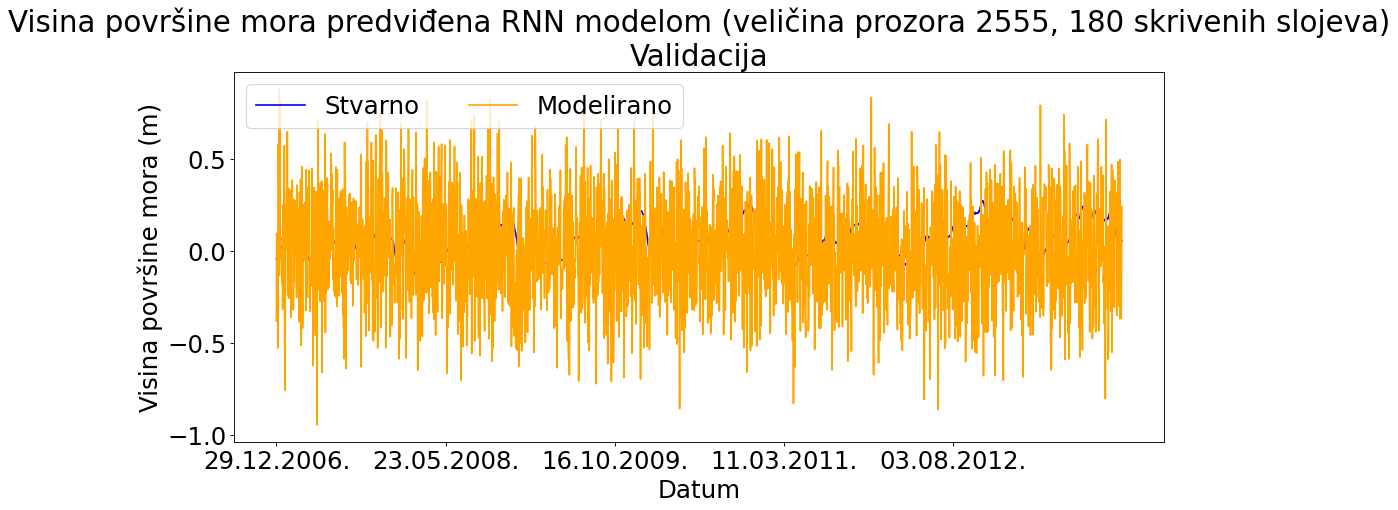 Visina površine mora predviđena RNN modelom (veličina prozora 2555, 180 skrivenih slojeva)
Validacija
Stvarno Modelirano
Visina površine mora (m)
0.5
0.0
−0.5
−1.0
29.12.2006. 23.05.2008. 16.10.2009. 11.03.2011. 03.08.2012.
Datum